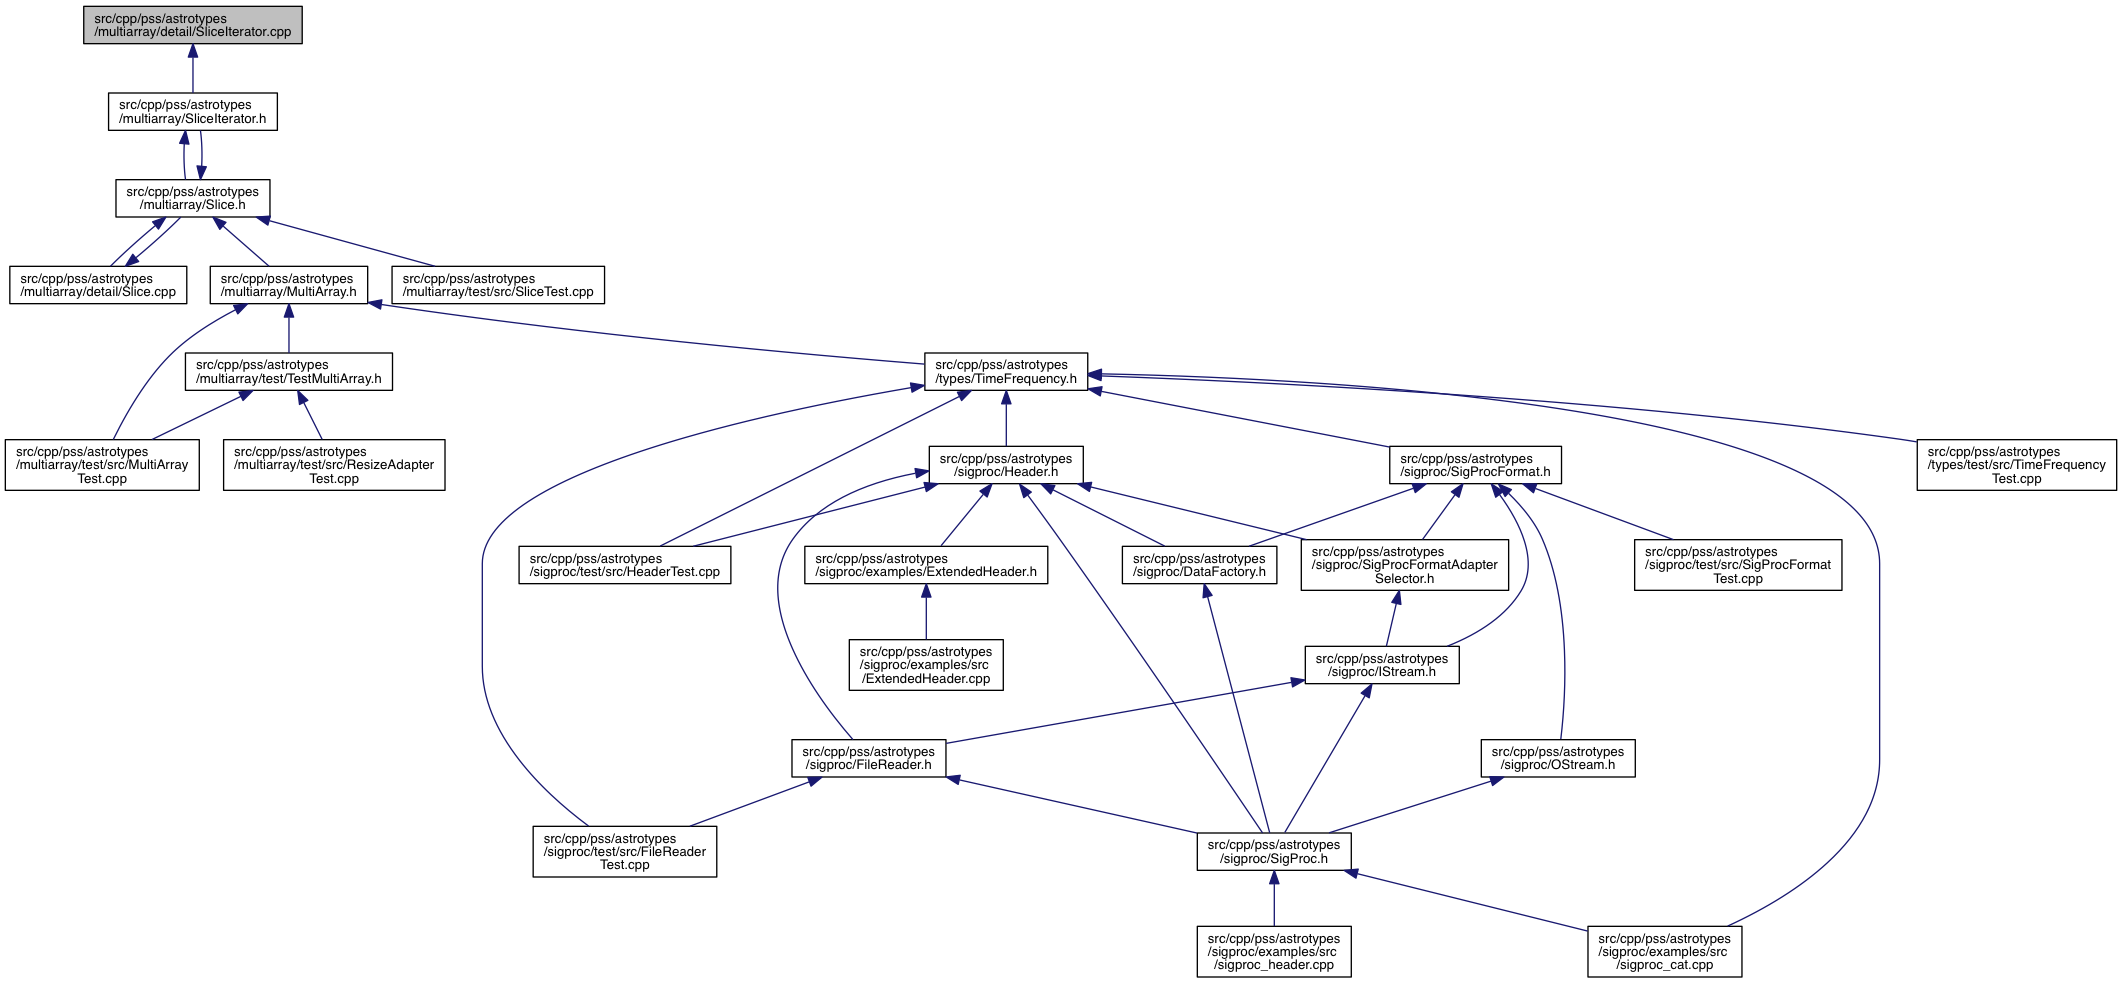 src/cpp/pss/astrotypes
/multiarray/detail/SliceIterator.cpp
src/cpp/pss/astrotypes
/multiarray/SliceIterator.h
src/cpp/pss/astrotypes
/multiarray/Slice.h
src/cpp/pss/astrotypes
/multiarray/detail/Slice.cpp
src/cpp/pss/astrotypes
/multiarray/MultiArray.h
src/cpp/pss/astrotypes
/multiarray/test/src/SliceTest.cpp
src/cpp/pss/astrotypes
/multiarray/test/TestMultiArray.h
src/cpp/pss/astrotypes
/types/TimeFrequency.h
src/cpp/pss/astrotypes
/multiarray/test/src/MultiArray
Test.cpp
src/cpp/pss/astrotypes
/multiarray/test/src/ResizeAdapter
Test.cpp
src/cpp/pss/astrotypes
/sigproc/Header.h
src/cpp/pss/astrotypes
/sigproc/SigProcFormat.h
src/cpp/pss/astrotypes
/types/test/src/TimeFrequency
Test.cpp
src/cpp/pss/astrotypes
/sigproc/test/src/HeaderTest.cpp
src/cpp/pss/astrotypes
/sigproc/examples/ExtendedHeader.h
src/cpp/pss/astrotypes
/sigproc/DataFactory.h
src/cpp/pss/astrotypes
/sigproc/SigProcFormatAdapter
Selector.h
src/cpp/pss/astrotypes
/sigproc/test/src/SigProcFormat
Test.cpp
src/cpp/pss/astrotypes
/sigproc/examples/src
/ExtendedHeader.cpp
src/cpp/pss/astrotypes
/sigproc/IStream.h
src/cpp/pss/astrotypes
/sigproc/FileReader.h
src/cpp/pss/astrotypes
/sigproc/OStream.h
src/cpp/pss/astrotypes
/sigproc/test/src/FileReader
Test.cpp
src/cpp/pss/astrotypes
/sigproc/SigProc.h
src/cpp/pss/astrotypes
/sigproc/examples/src
/sigproc_header.cpp
src/cpp/pss/astrotypes
/sigproc/examples/src
/sigproc_cat.cpp